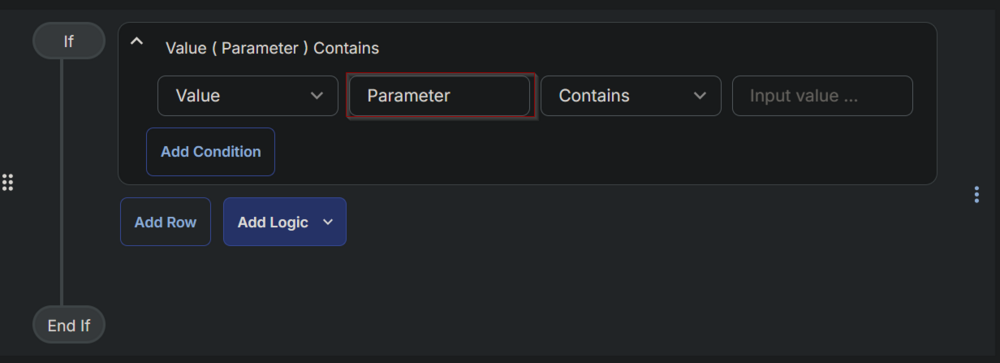 If
Value ( Parameter ) Contains
Value Parameter Contains Input value ...
Add Condition
Add Row Add Logic
End If